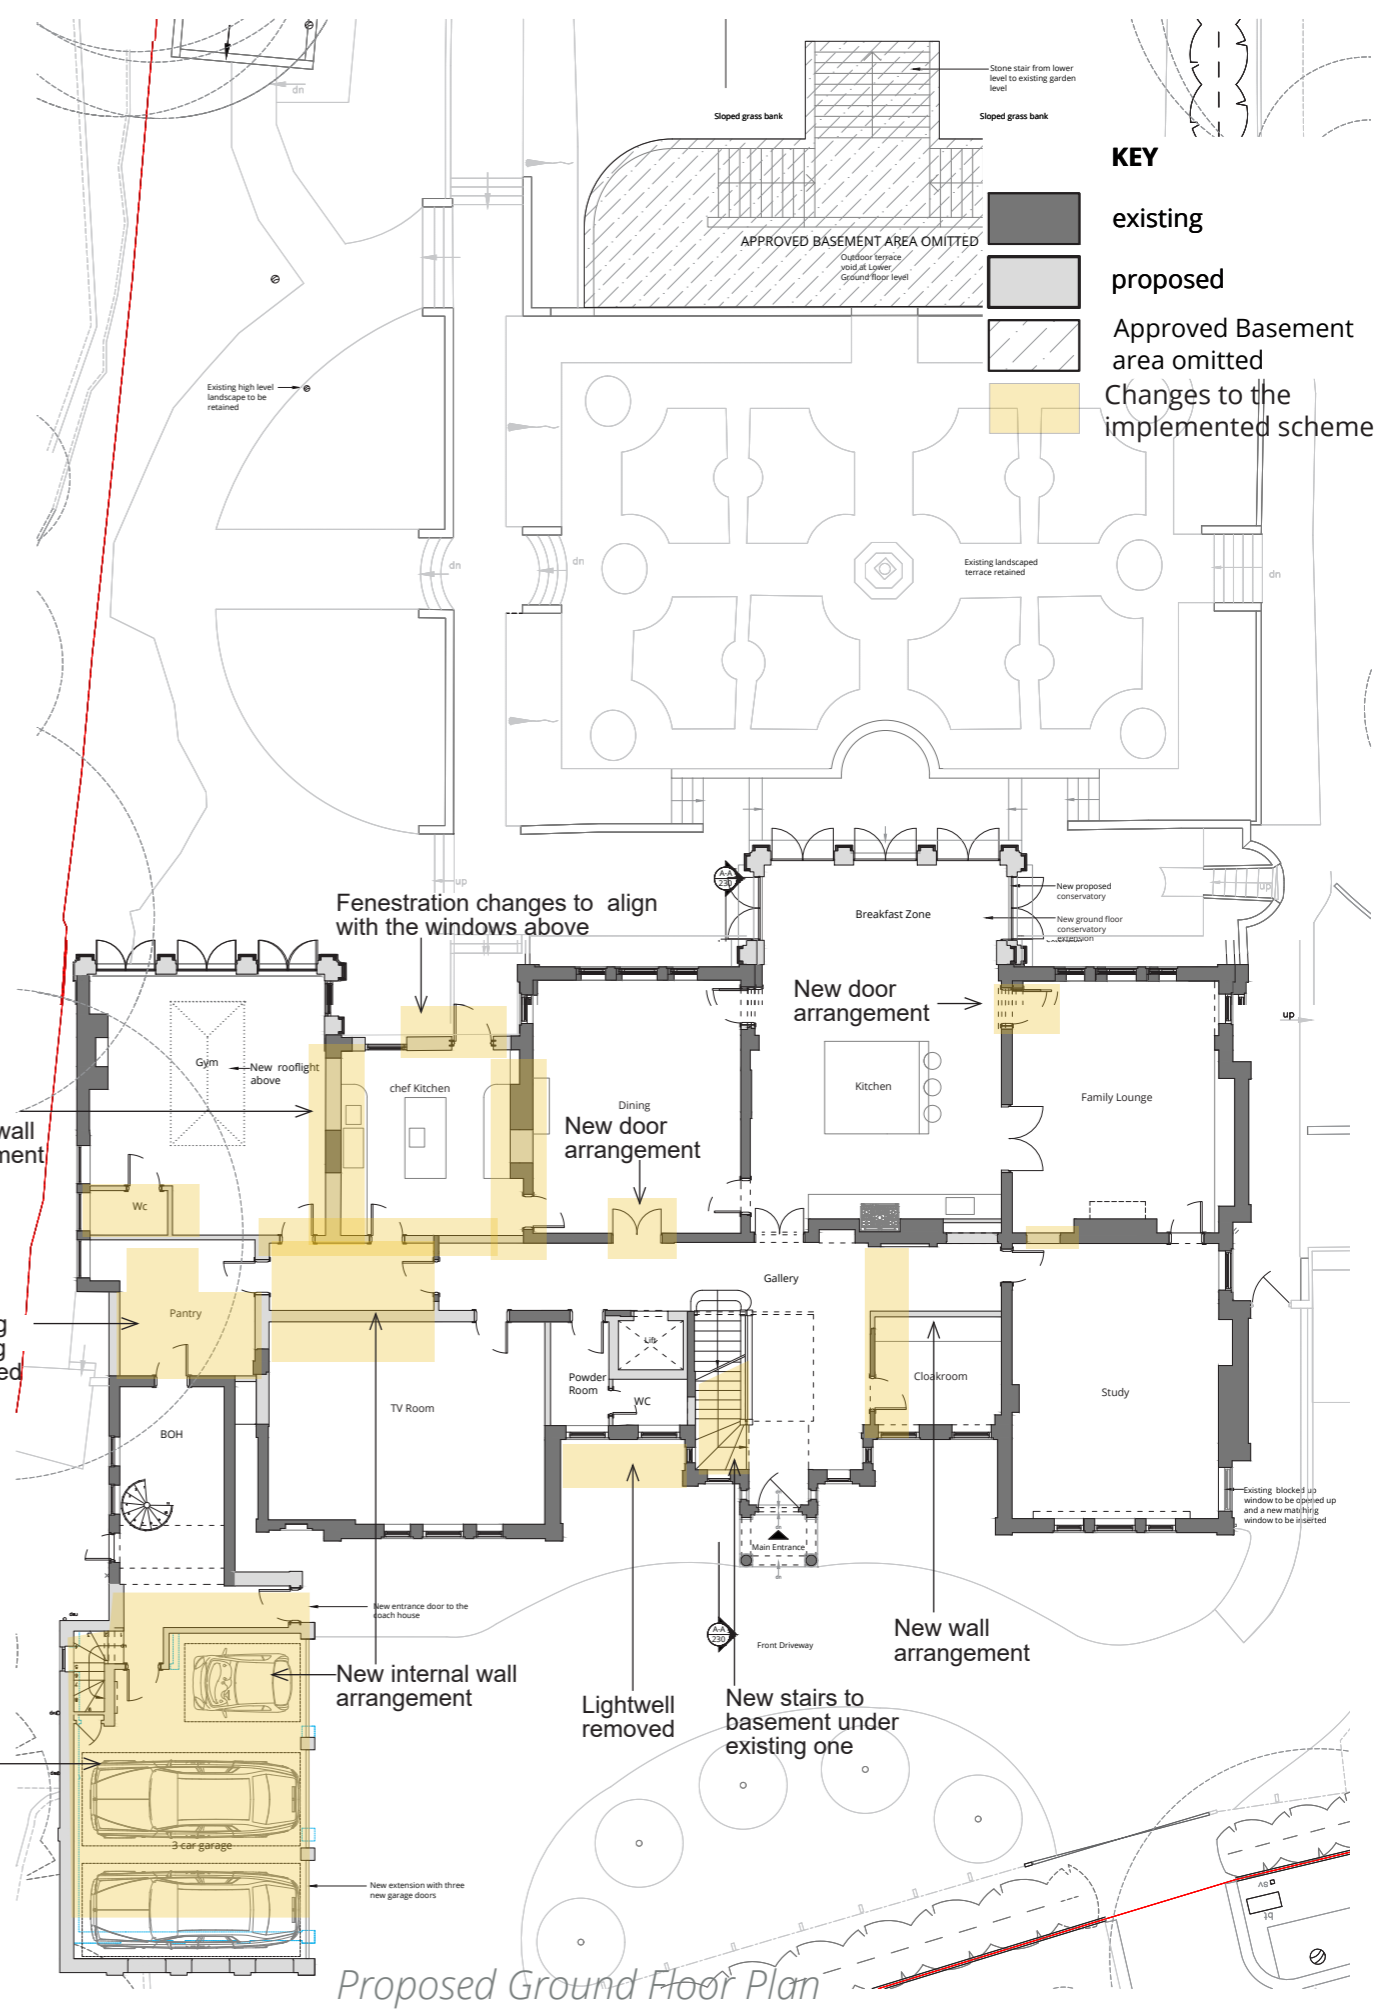 dn
Stone stair from lower
level to existing garden
level
Sloped grass bank
Sloped grass bank
KEY
existing
proposed
Approved Basement
area omitted
Changes to the
implemented scheme
APPROVED BASEMENT AREA OMITTED
Outdoor terrace
void at Lower
Ground floor level
Existing high level
landscape to be
retained
Existing landscaped
terrace retained
dn
dn
dn
up
up
Fenestration changes to align
with the windows above
A-A
230
Breakfast Zone
New proposed
conservatory
New ground floor
conservatory
extension
New door
arrangement
up
Gym
New rooflight
above
chef Kitchen
Dining
Kitchen
Family Lounge
New door
arrangement
wall
ment
Wc
Pantry
Gallery
g
g
ed
Lift
Powder
Room
WC
TV Room
Cloakroom
Study
BOH
Existing blocked up
window to be opened up
and a new matching
window to be inserted
Main Entrance
New entrance door to the
coach house
A-A
230
Front Driveway
New wall
arrangement
New internal wall
arrangement
Lightwell
removed
New stairs to
basement under
existing one
3 car garage
New extension with three
new garage doors
sv
bt
Proposed Ground Floor Plan